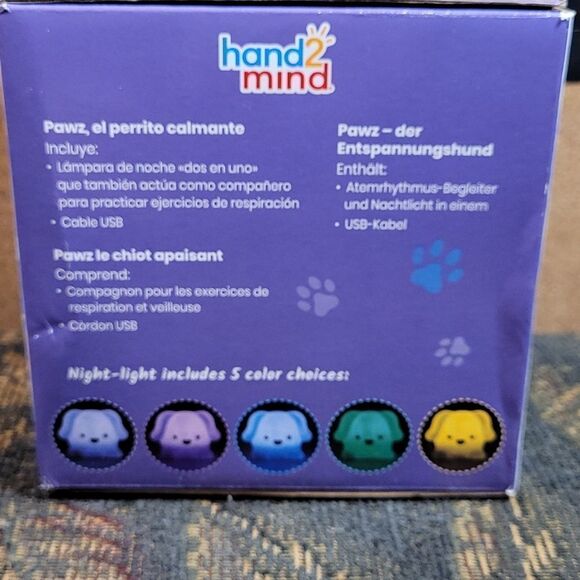 hand2
mind
Pawz, el perrito calmante
Incluye:
• Lámpara de noche «dos en uno»
que también actúa como compañero
para practicar ejercicios de respiración
• Cable USB
Pawz le chiot apaisant
Comprend:
• Compagnon pour les exercices de
respiration et veilleuse
• Cordon USB
Pawz – der
Entspannungshund
Enthält:
• Atemrhythmus-Begleiter
und Nachtlicht in einem
• USB-Kabel
Night-light includes 5 color choices: